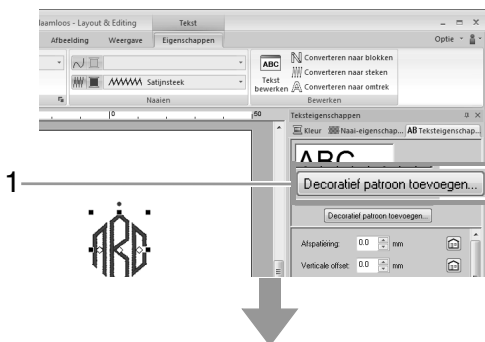 aamloos - Layout & Editing
Tekst
Afbeelding Weergave Eigenschappen
Optie
Satijnsteek
Naaien
ABC
Tekst
bewerken
Converteren naar blokken
Converteren naar steken
Converteren naar omtrek
Bewerken
0
50
Teksteigenschappen
Kleur Naai-eigenschap... AB Teksteigenschap...
ABC
1
Decoratief patroon toevoegen...
Decoratief patroon toevoegen...
Afspatiëring: 0.0 mm
Verticale offset: 0.0 mm
ABC